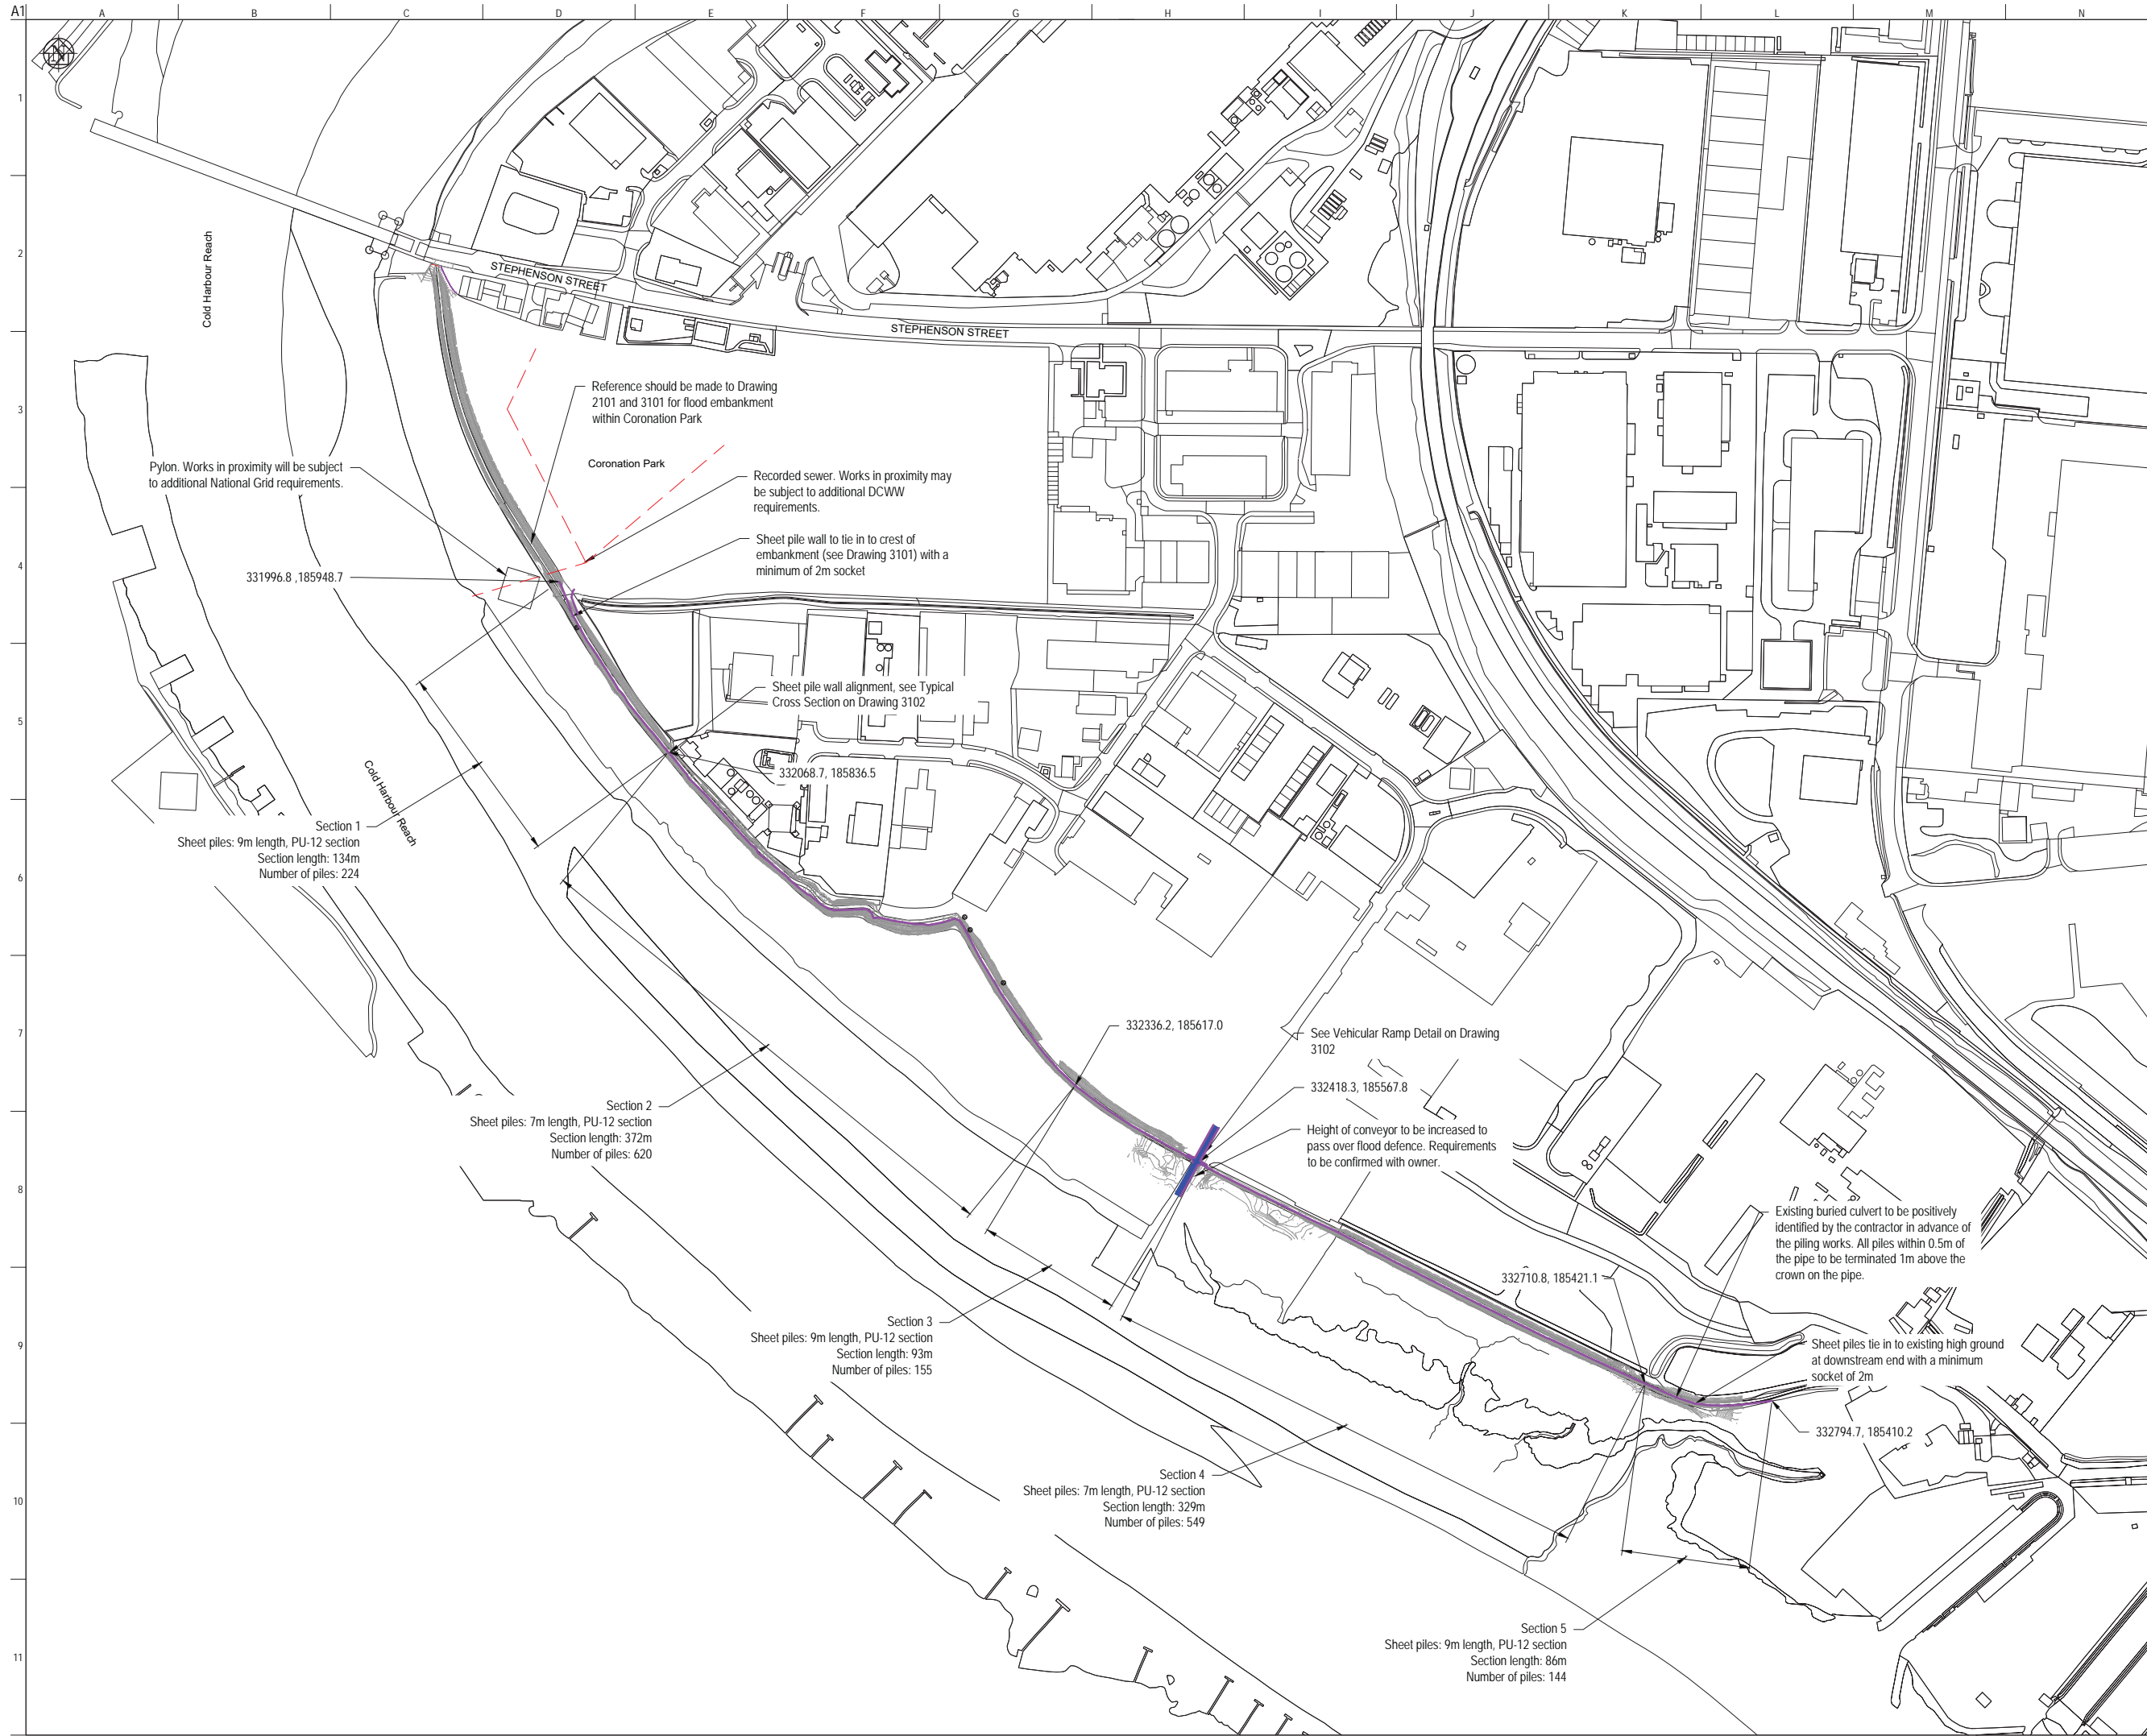 A1
A
B
C
D
E
F
G
H
I
J
K
L
M
N
1
2
3
4
5
6
7
8
9
10
11
N
Cold Harbour Reach
STEPHENSON STREET
STEPHENSON STREET
Reference should be made to Drawing
2101 and 3101 for flood embankment
within Coronation Park
Coronation Park
Pylon. Works in proximity will be subject
to additional National Grid requirements.
Recorded sewer. Works in proximity may
be subject to additional DCWW
requirements.
Sheet pile wall to tie in to crest of
embankment (see Drawing 3101) with a
minimum of 2m socket
331996.8 ,185948.7
Sheet pile wall alignment, see Typical
Cross Section on Drawing 3102
332068.7, 185836.5
Cold Harbour Reach
Section 1
Sheet piles: 9m length, PU-12 section
Section length: 134m
Number of piles: 224
332336.2, 185617.0
See Vehicular Ramp Detail on Drawing
3102
332418.3, 185567.8
Section 2
Sheet piles: 7m length, PU-12 section
Section length: 372m
Number of piles: 620
Height of conveyor to be increased to
pass over flood defence. Requirements
to be confirmed with owner.
Existing buried culvert to be positively
identified by the contractor in advance of
the piling works. All piles within 0.5m of
the pipe to be terminated 1m above the
crown on the pipe.
332710.8, 185421.1
Section 3
Sheet piles: 9m length, PU-12 section
Section length: 93m
Number of piles: 155
Sheet piles tie in to existing high ground
at downstream end with a minimum
socket of 2m
332794.7, 185410.2
Section 4
Sheet piles: 7m length, PU-12 section
Section length: 329m
Number of piles: 549
Section 5
Sheet piles: 9m length, PU-12 section
Section length: 86m
Number of piles: 144